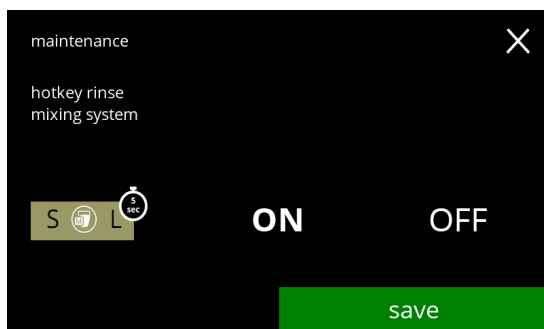 maintenance
hotkey rinse
mixing system
5
sec
S M L
ON
OFF
save